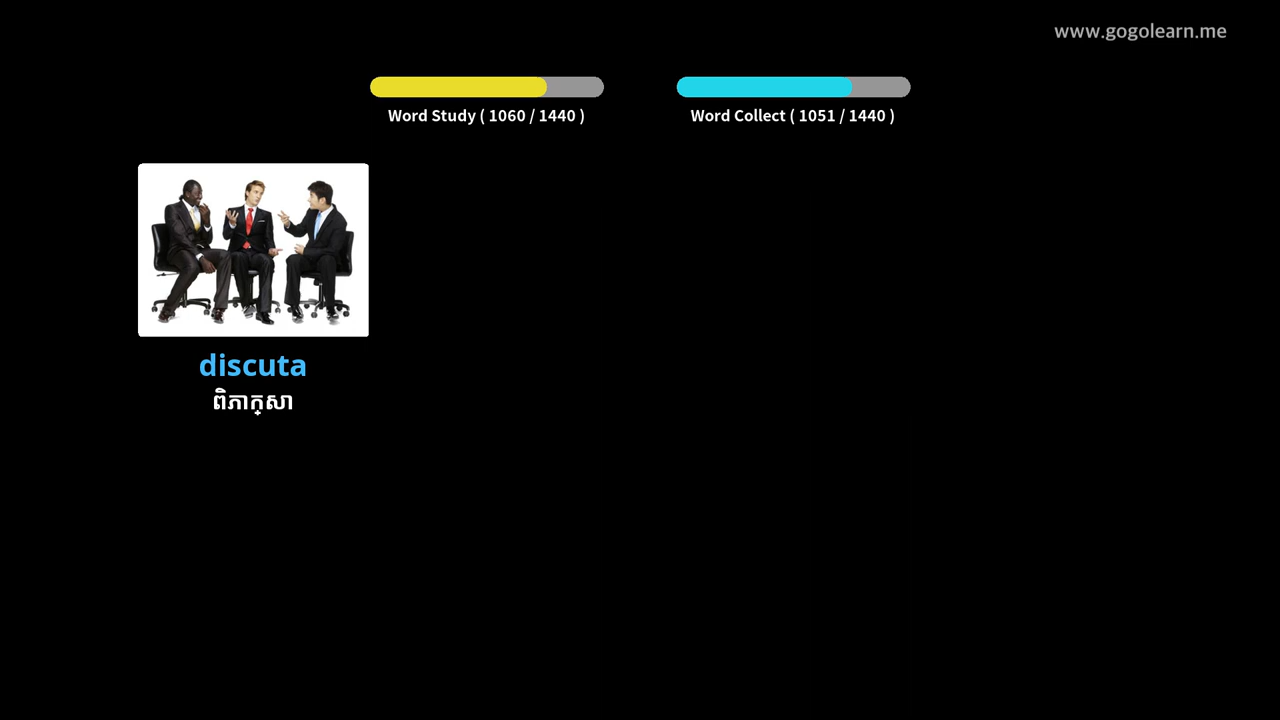 www.gogolearn.me
Word Study ( 1060 / 1440 )
Word Collect ( 1051 / 1440 )
discuta
ពិភាក្សា